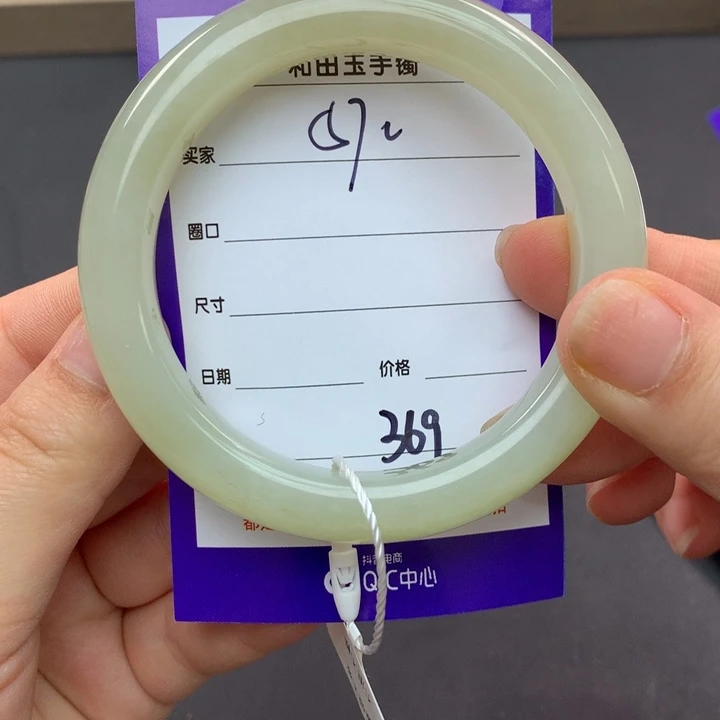 和田玉手镯
买家
圈口
尺寸
日期 价格
369
抖音电商
QIC中心